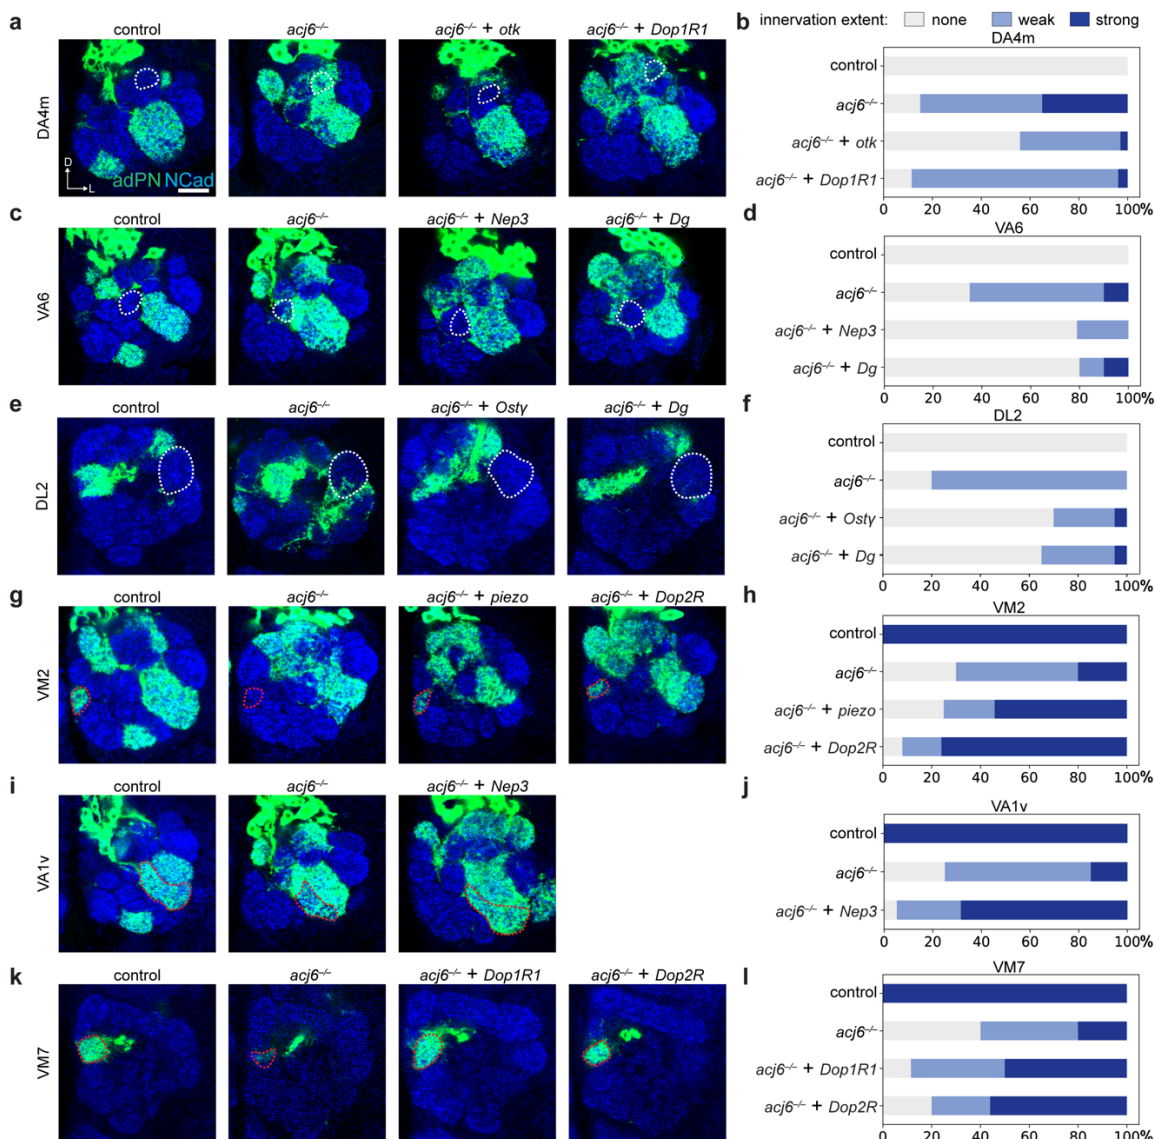 a
control
acj6–/–
acj6–/– + otk
acj6–/– + Dop1R1
DA4m
D
L
adPN NCad
b
innervation extent: none weak strong
DA4m
control
acj6–/–
acj6–/– + otk
acj6–/– + Dop1R1
0 20 40 60 80 100%
c
control
acj6–/–
acj6–/– + Nep3
acj6–/– + Dg
VA6
d
VA6
control
acj6–/–
acj6–/– + Nep3
acj6–/– + Dg
0 20 40 60 80 100%
e
control
acj6–/–
acj6–/– + Ostγ
acj6–/– + Dg
DL2
f
DL2
control
acj6–/–
acj6–/– + Ostγ
acj6–/– + Dg
0 20 40 60 80 100%
g
control
acj6–/–
acj6–/– + piezo
acj6–/– + Dop2R
VM2
h
VM2
control
acj6–/–
acj6–/– + piezo
acj6–/– + Dop2R
0 20 40 60 80 100%
i
control
acj6–/–
acj6–/– + Nep3
VA1v
j
VA1v
control
acj6–/–
acj6–/– + Nep3
0 20 40 60 80 100%
k
control
acj6–/–
acj6–/– + Dop1R1
acj6–/– + Dop2R
VM7
l
VM7
control
acj6–/–
acj6–/– + Dop1R1
acj6–/– + Dop2R
0 20 40 60 80 100%